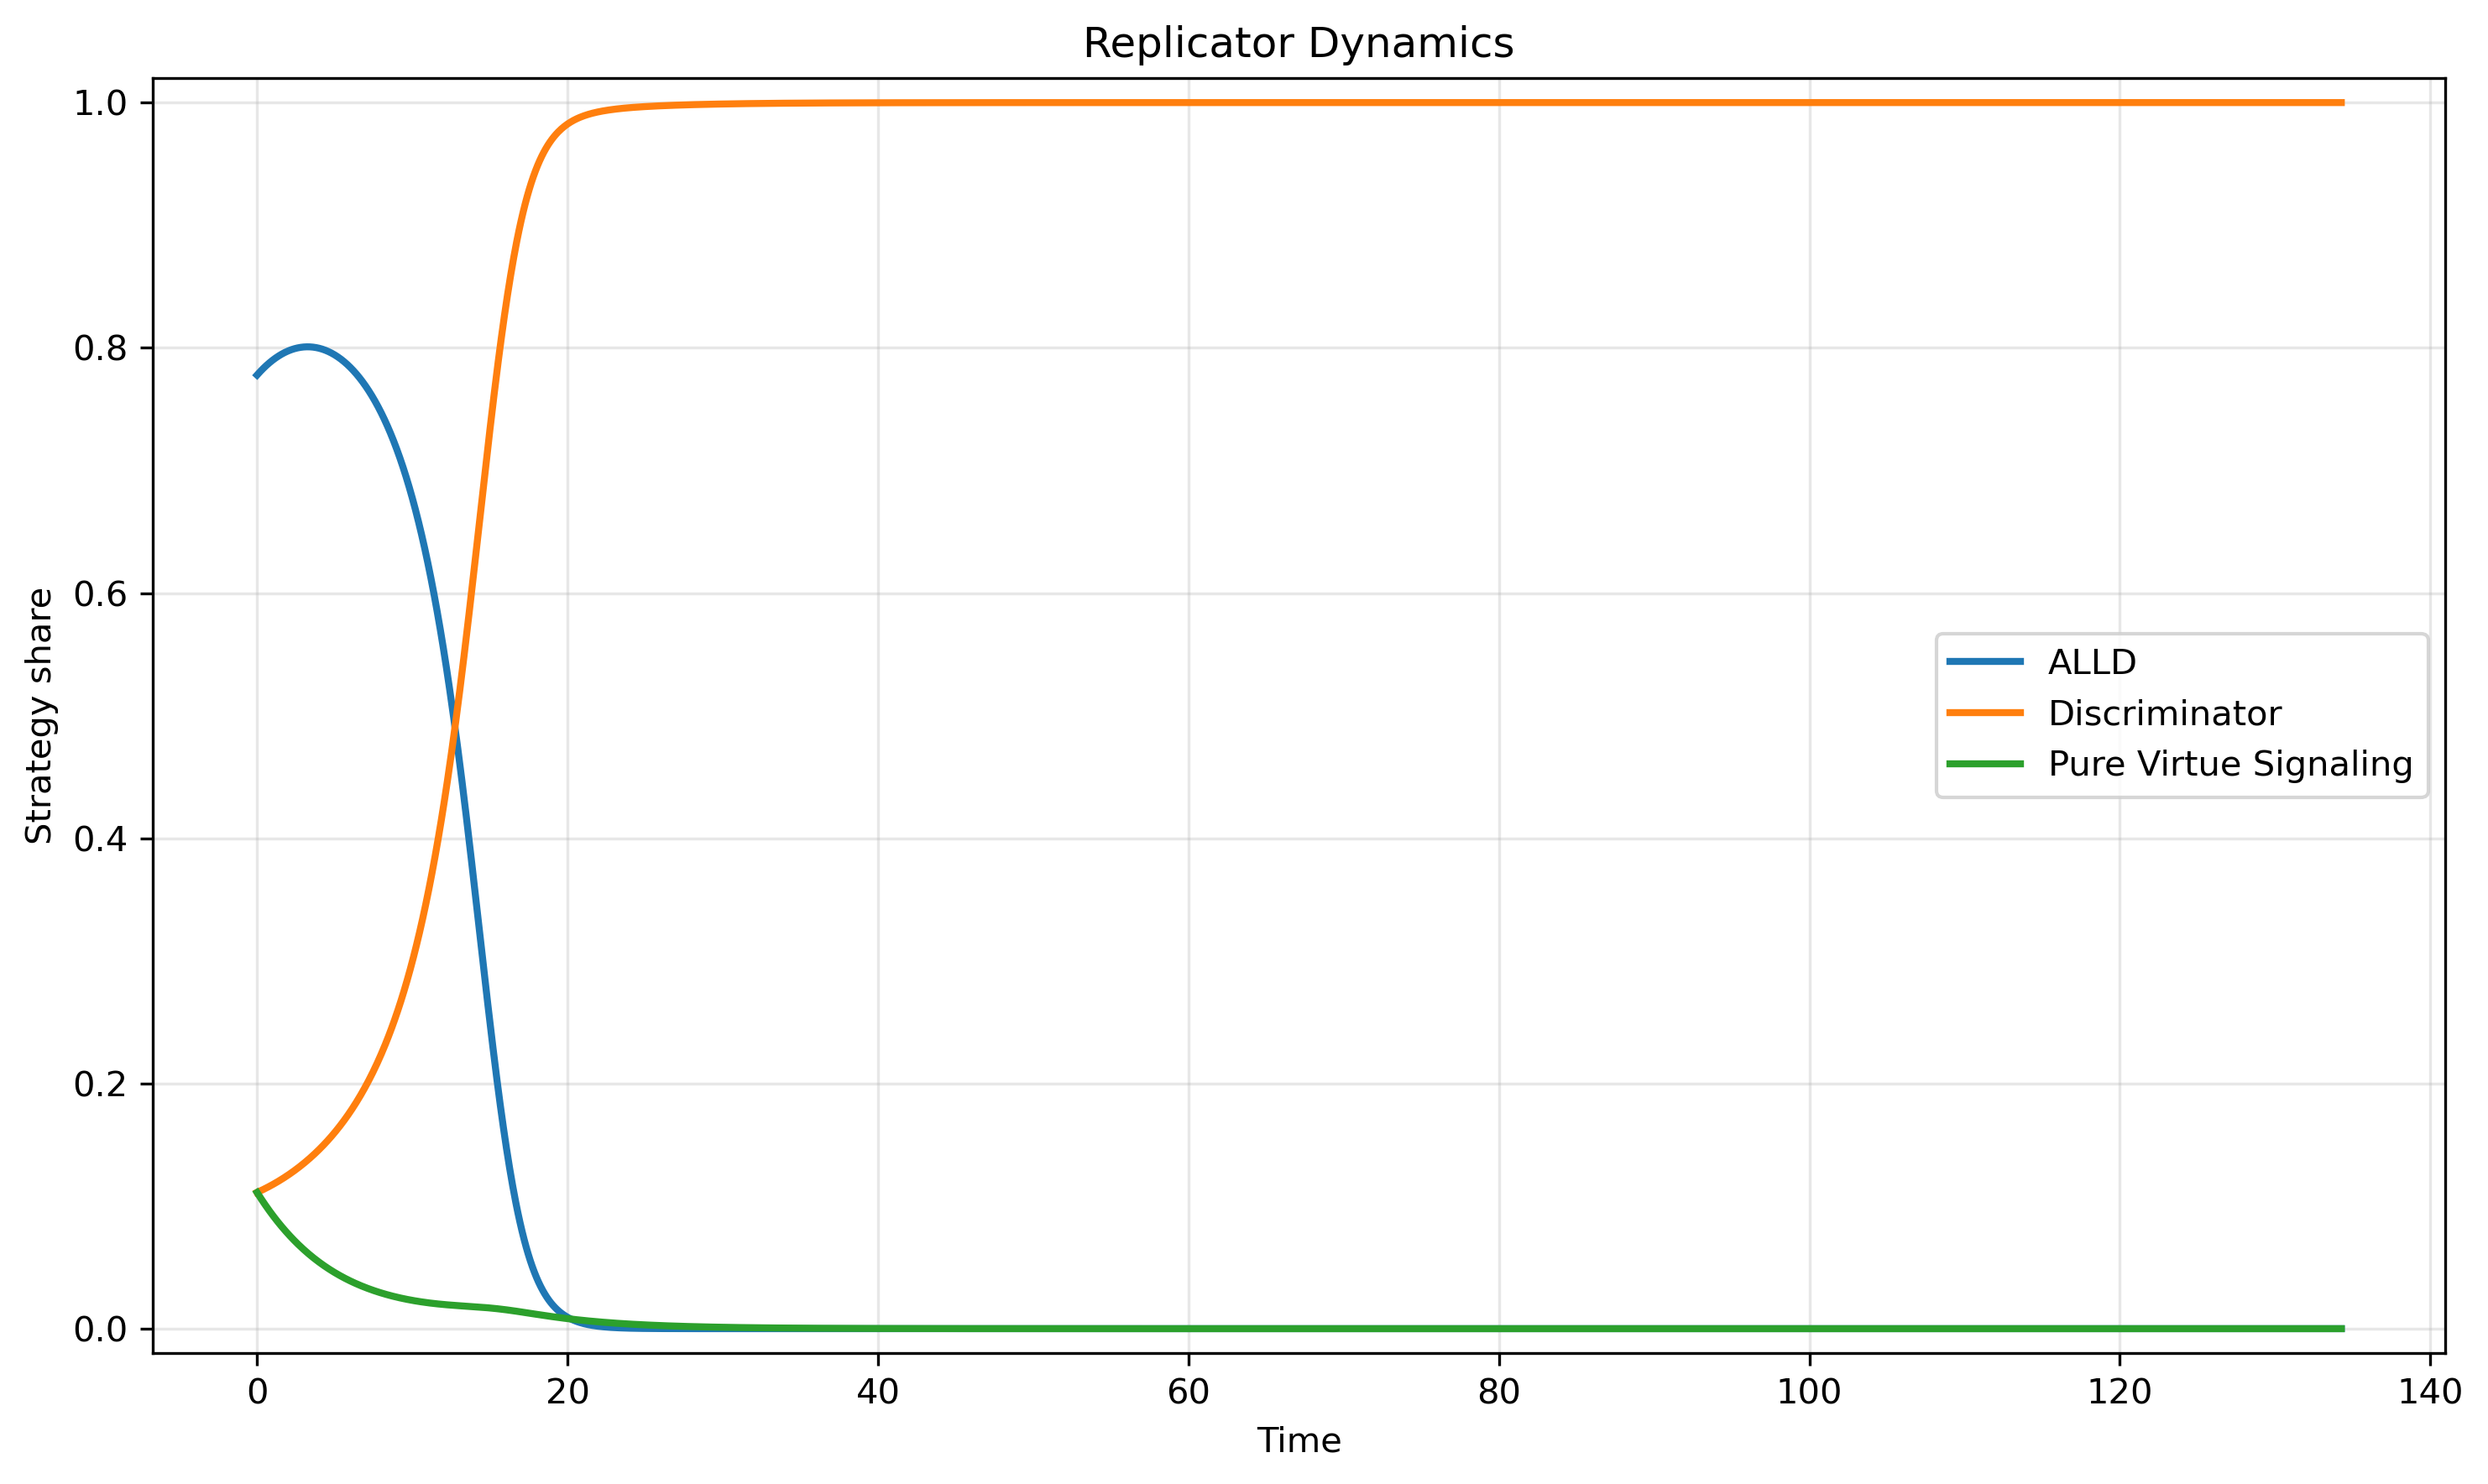 Replicator Dynamics
Strategy share
1.0
0.8
0.6
0.4
0.2
0.0
ALLD
Discriminator
Pure Virtue Signaling
0 20 40 60 80 100 120 140
Time